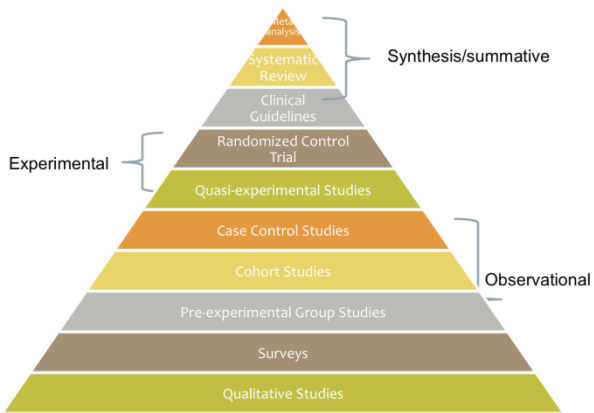 Meta
analysis
Synthesis/summative
Systematic
Review
Clinical
Guidelines
Randomized Control
Trial
Experimental
Quasi-experimental Studies
Case Control Studies
Cohort Studies
Observational
Pre-experimental Group Studies
Surveys
Qualitative Studies